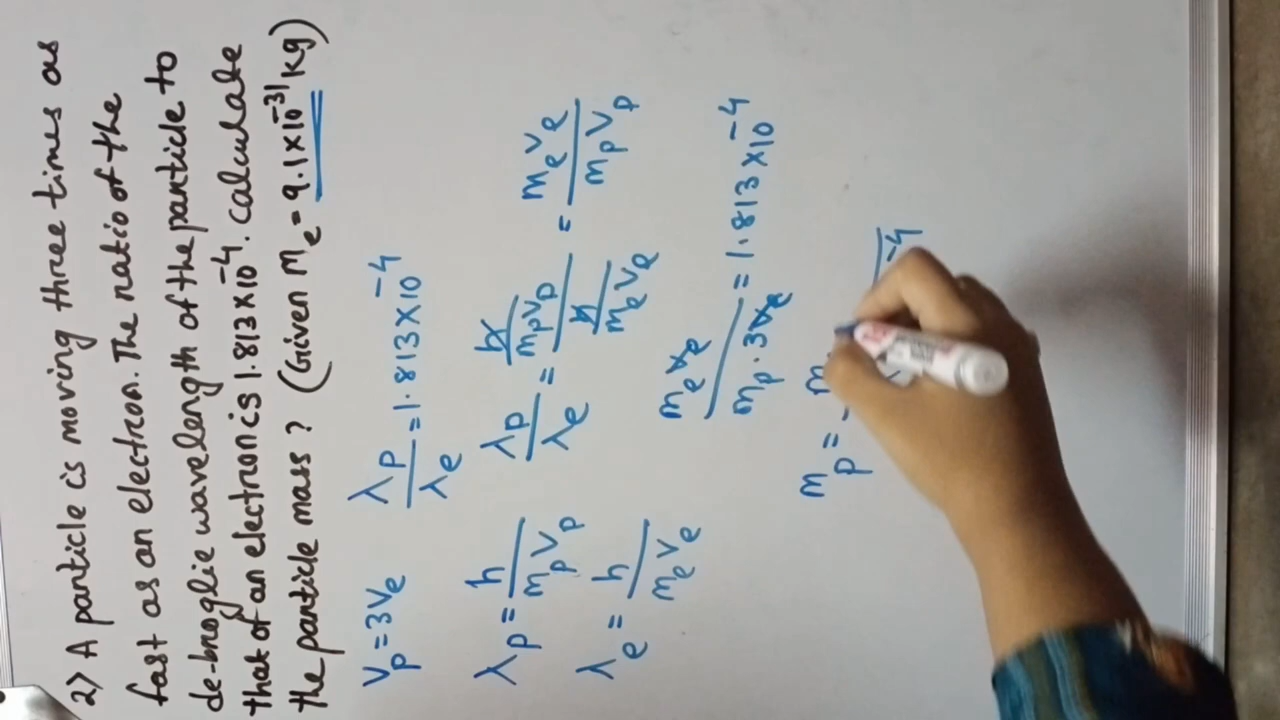 2) A particle is moving three times as
fast as an electron. The ratio of the
de-broglie wavelength of the particle to
that of an electron is 1.813×10⁻⁴. calculate
the particle mass? (Given Me = 9.1×10⁻³¹kg)
Vp = 3Ve λp/λe = 1.813×10⁻⁴
λp = h/mpVp λp/λe = h/mpVp / h/meVe = meVe/mpVp
λe = h/meVe
meVe/mp.3Ve = 1.813×10⁻⁴
mp = m
-4